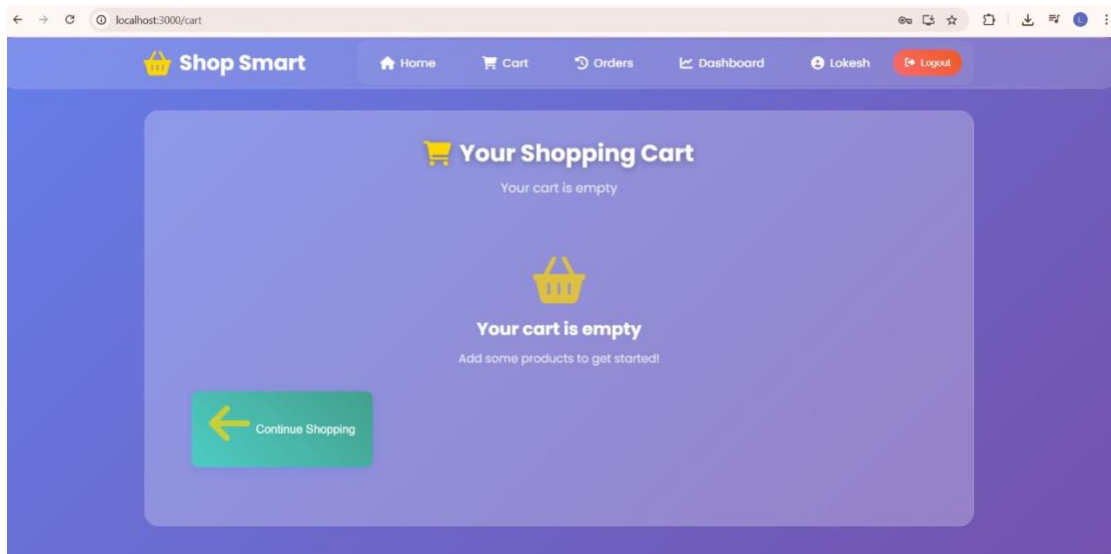 localhost:3000/cart
L
Shop Smart
Home
Cart
Orders
Dashboard
Lokesh
Logout
Your Shopping Cart
Your cart is empty
Your cart is empty
Add some products to get started!
Continue Shopping